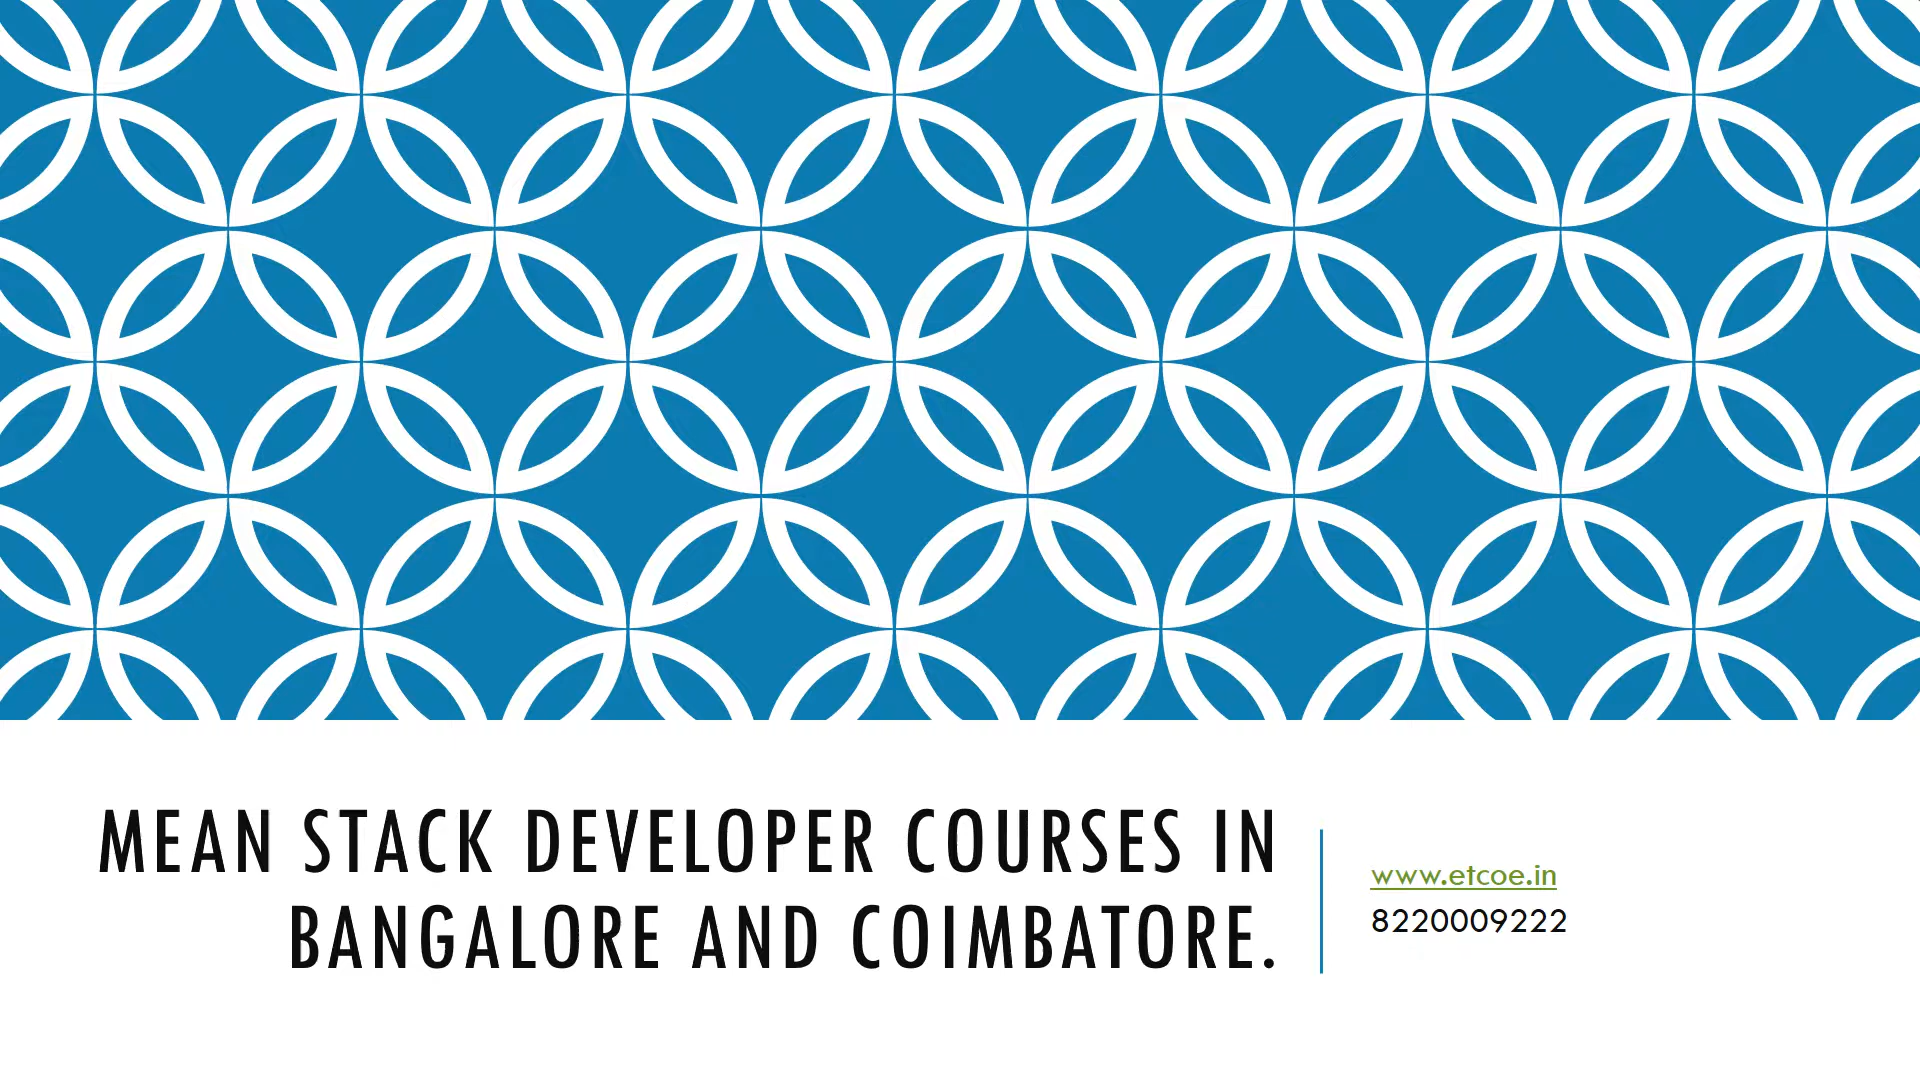 MEAN STACK DEVELOPER COURSES IN
BANGALORE AND COIMBATORE.
www.etcoe.in
8220009222